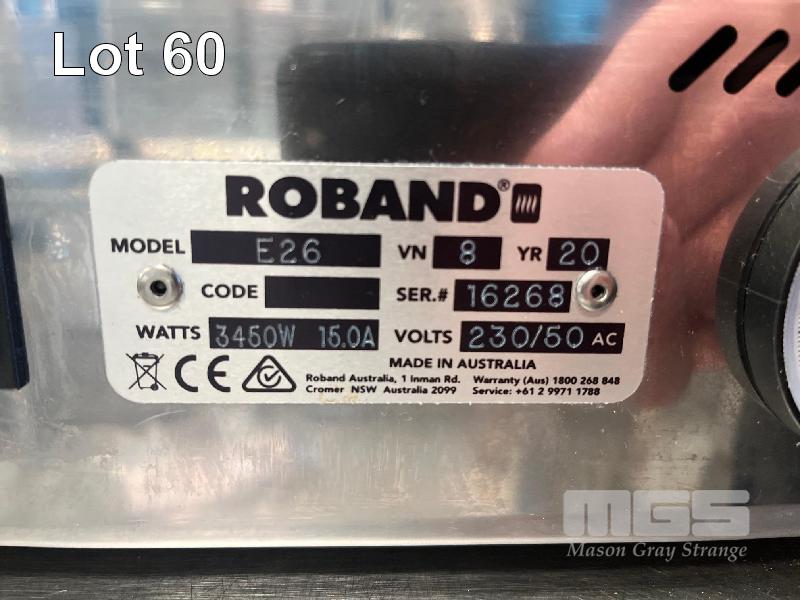 Lot 60
ROBAND®
MODEL E26 VN 8 YR 20
CODE SER.# 16268
WATTS 3450W 15.0A VOLTS 230/50 AC
MADE IN AUSTRALIA
CE
Roband Australia, 1 Inman Rd. Warranty (Aus) 1800 268 848
Cromer NSW Australia 2099 Service: +61 2 9971 1788
MGS
Mason Gray Strange